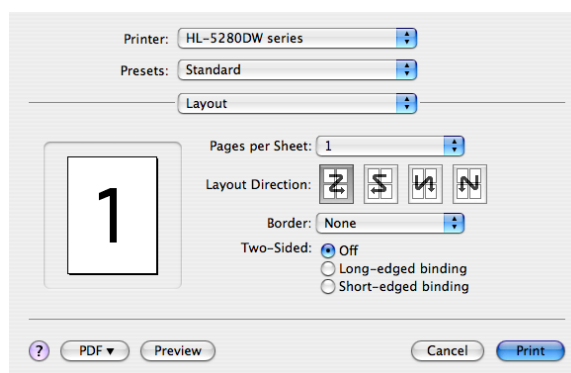 Printer: HL-5280DW series
Presets: Standard
Layout
Pages per Sheet: 1
1
Layout Direction:
Border: None
Two-Sided: Off
Long-edged binding
Short-edged binding
? PDF▼ Preview Cancel Print